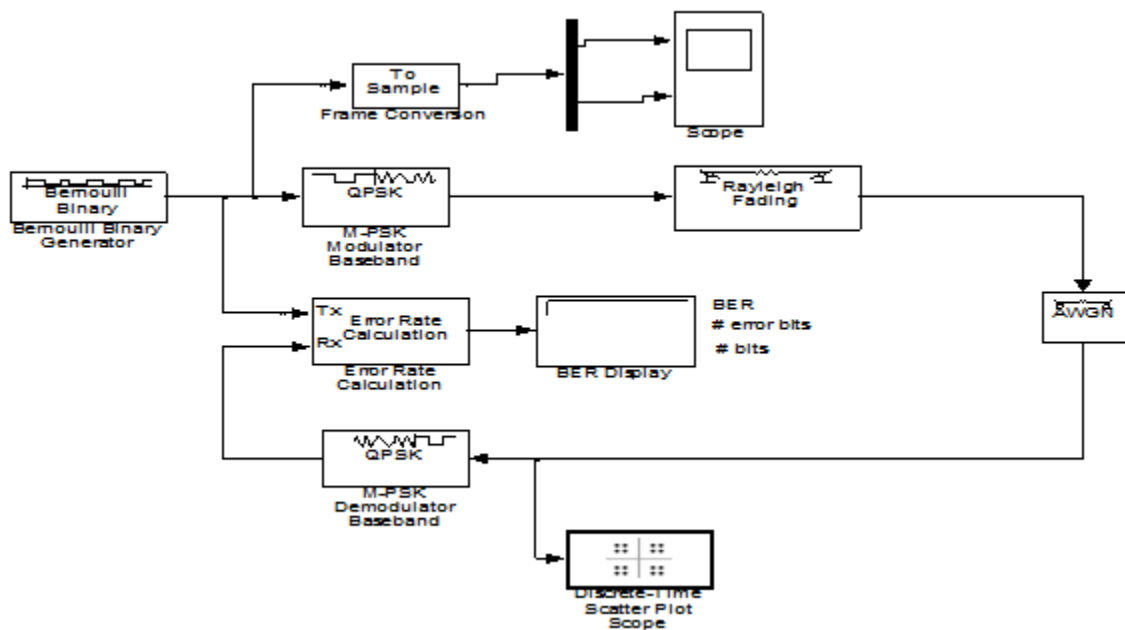 To
Sample
Frame Conversion
Scope
Bernoulli
Binary
Bernoulli Binary
Generator
QPSK
M-PSK
Modulator
Baseband
Rayleigh
Fading
AWGN
Tx
Rx
Error Rate
Calculation
Error Rate
Calculation
BER Display
BER
# error bits
# bits
QPSK
M-PSK
Demodulator
Baseband
Discrete-Time
Scatter Plot
Scope